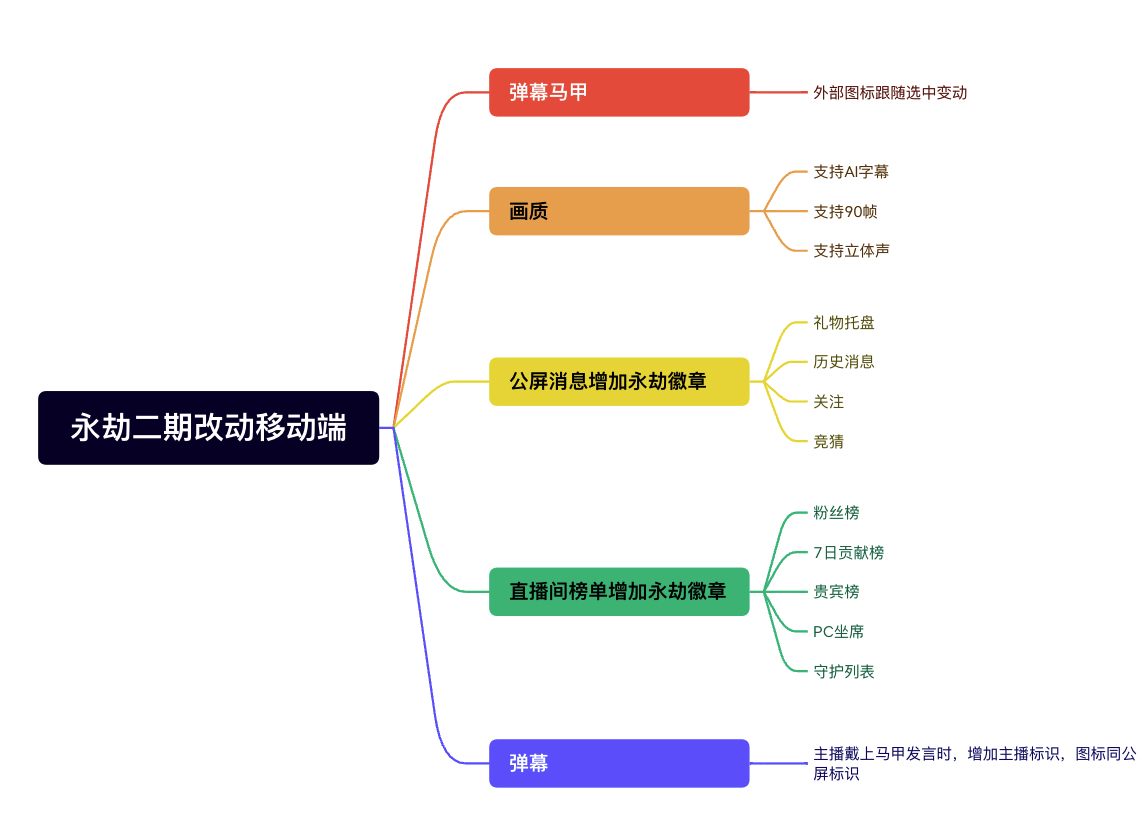 永劫二期改动移动端
弹幕马甲
外部图标跟随选中变动
画质
支持AI字幕
支持90帧
支持立体声
公屏消息增加永劫徽章
礼物托盘
历史消息
关注
竞猜
直播间榜单增加永劫徽章
粉丝榜
7日贡献榜
贵宾榜
PC坐席
守护列表
弹幕
主播戴上马甲发言时，增加主播标识，图标同公
屏标识